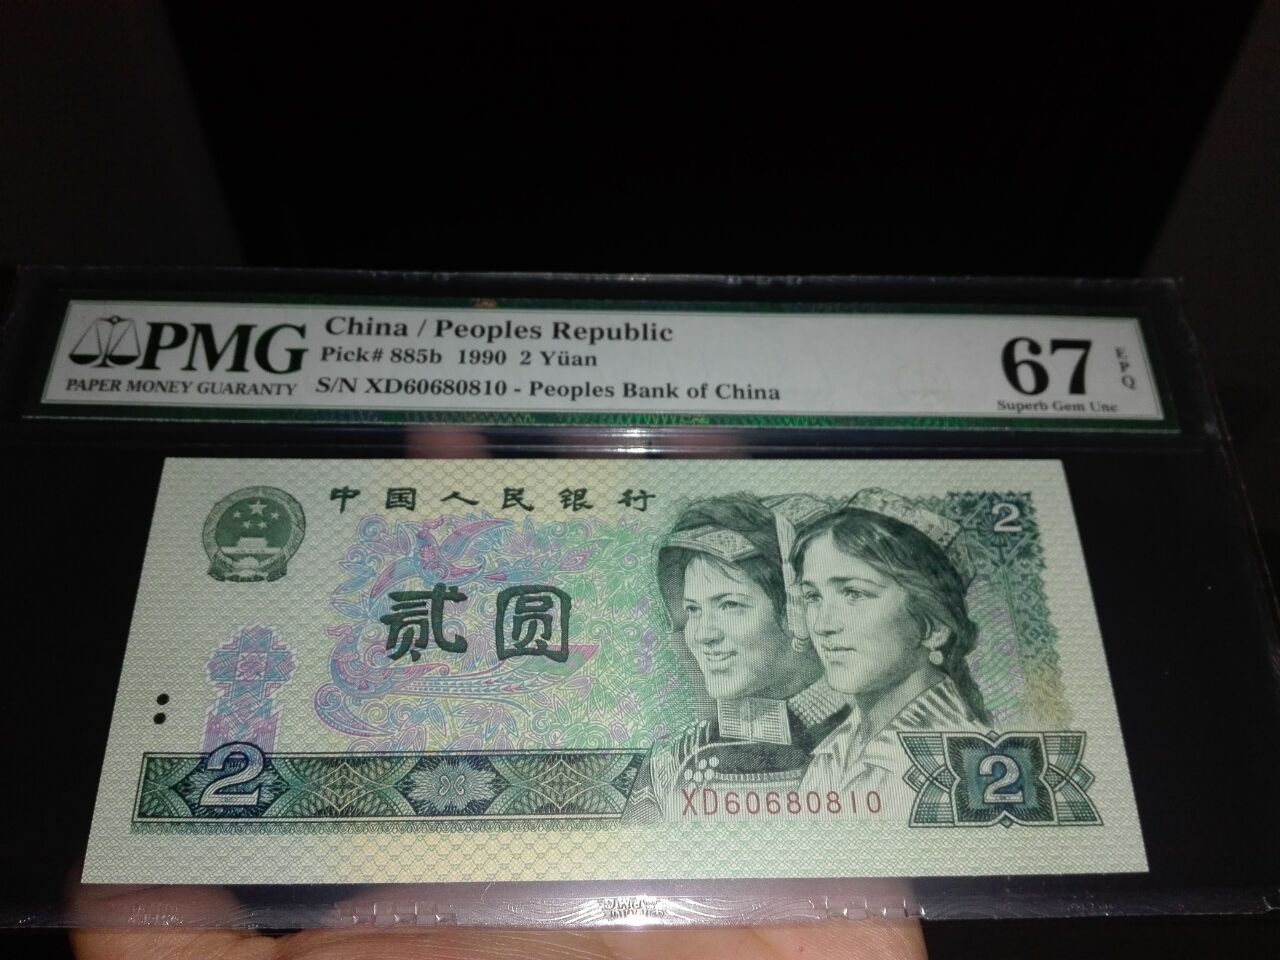 PMG
PAPER MONEY GUARANTY
China / Peoples Republic
Pick# 885b 1990 2 Yüan
S/N XD60680810 - Peoples Bank of China
67
EPQ
Superb Gem Unc
中国人民银行
2
贰圆
2
XD60680810
2